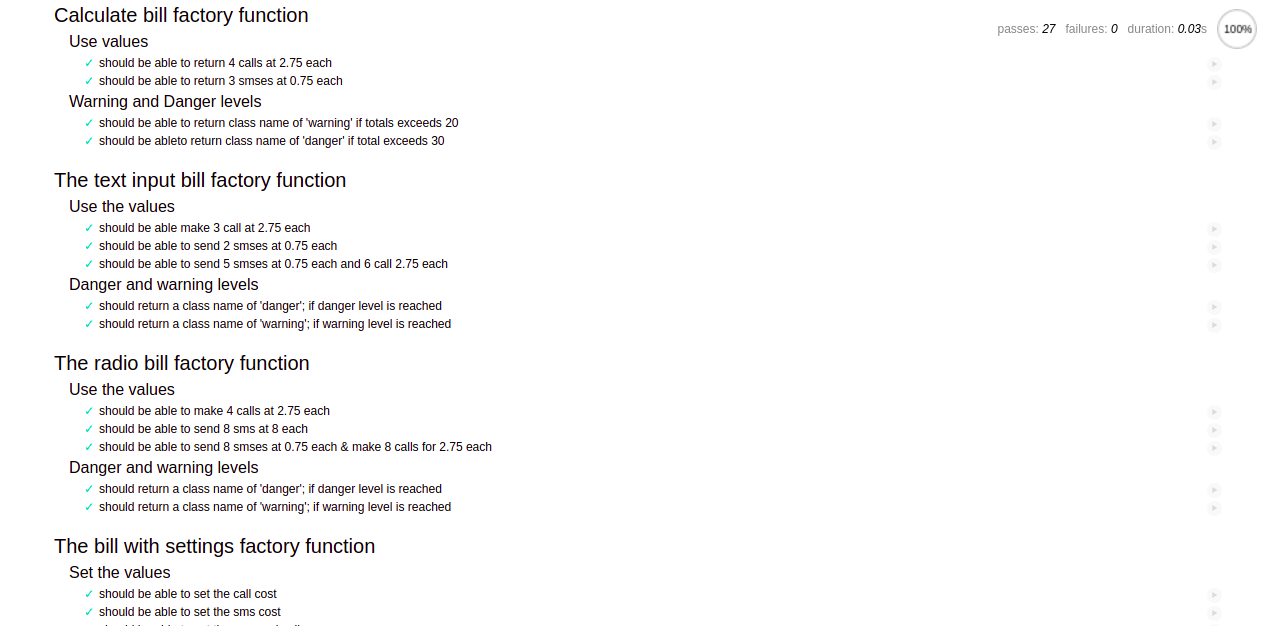 Calculate bill factory function
passes: 27 failures: 0 duration: 0.03s 100%
Use values
✓ should be able to return 4 calls at 2.75 each
✓ should be able to return 3 smses at 0.75 each
Warning and Danger levels
✓ should be able to return class name of 'warning' if totals exceeds 20
✓ should be ableto return class name of 'danger' if total exceeds 30
The text input bill factory function
Use the values
✓ should be able make 3 call at 2.75 each
✓ should be able to send 2 smses at 0.75 each
✓ should be able to send 5 smses at 0.75 each and 6 call 2.75 each
Danger and warning levels
✓ should return a class name of 'danger'; if danger level is reached
✓ should return a class name of 'warning'; if warning level is reached
The radio bill factory function
Use the values
✓ should be able to make 4 calls at 2.75 each
✓ should be able to send 8 sms at 8 each
✓ should be able to send 8 smses at 0.75 each & make 8 calls for 2.75 each
Danger and warning levels
✓ should return a class name of 'danger'; if danger level is reached
✓ should return a class name of 'warning'; if warning level is reached
The bill with settings factory function
Set the values
✓ should be able to set the call cost
✓ should be able to set the sms cost